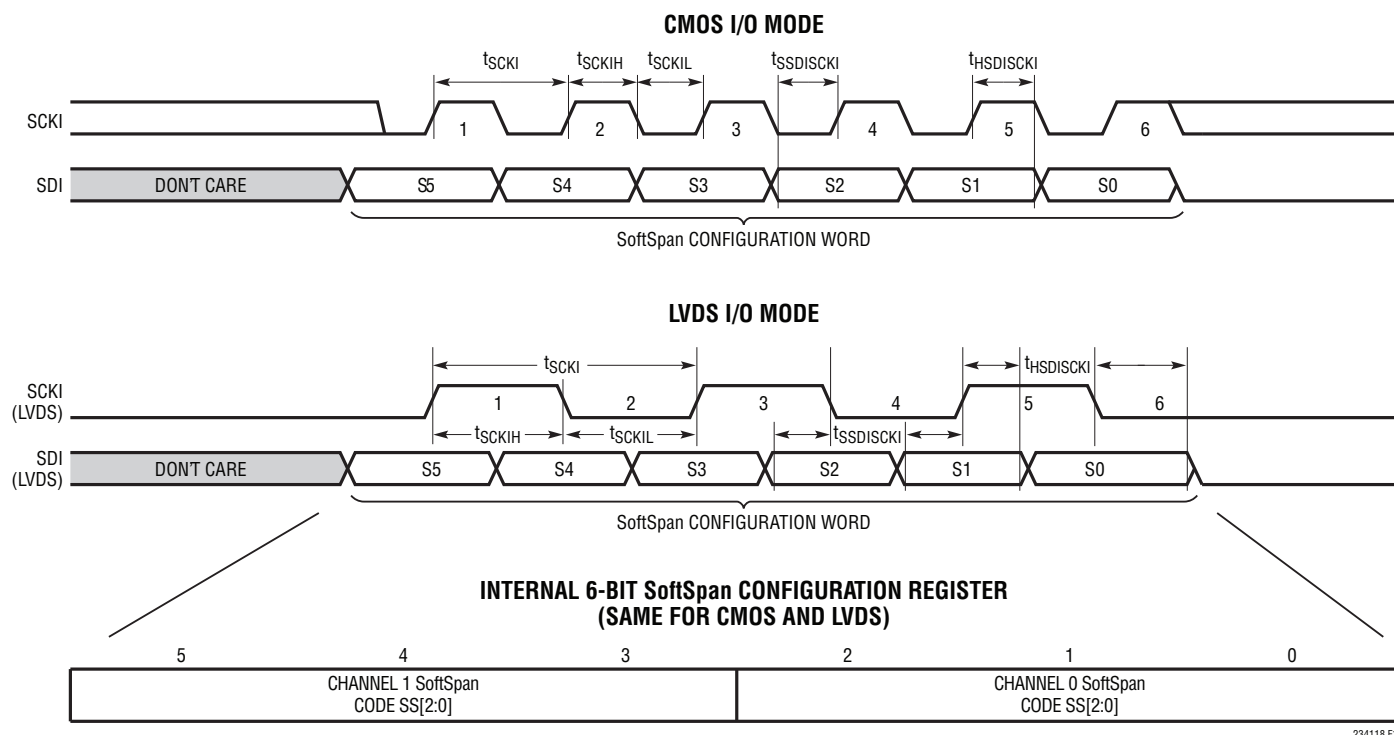 CMOS I/O MODE
tSCKI tSCKIH tSCKIL tSSDISCKI tHSDISCKI
SCKI 1 2 3 4 5 6
SDI DON'T CARE S5 S4 S3 S2 S1 S0
SoftSpan CONFIGURATION WORD
LVDS I/O MODE
tSCKI tHSDISCKI
SCKI
(LVDS)
1 2 3 4 5 6
tSCKIH tSCKIL tSSDISCKI
SDI
(LVDS)
DON'T CARE S5 S4 S3 S2 S1 S0
SoftSpan CONFIGURATION WORD
INTERNAL 6-BIT SoftSpan CONFIGURATION REGISTER
(SAME FOR CMOS AND LVDS)
5 4 3 2 1 0
CHANNEL 1 SoftSpan
CODE SS[2:0]
CHANNEL 0 SoftSpan
CODE SS[2:0]